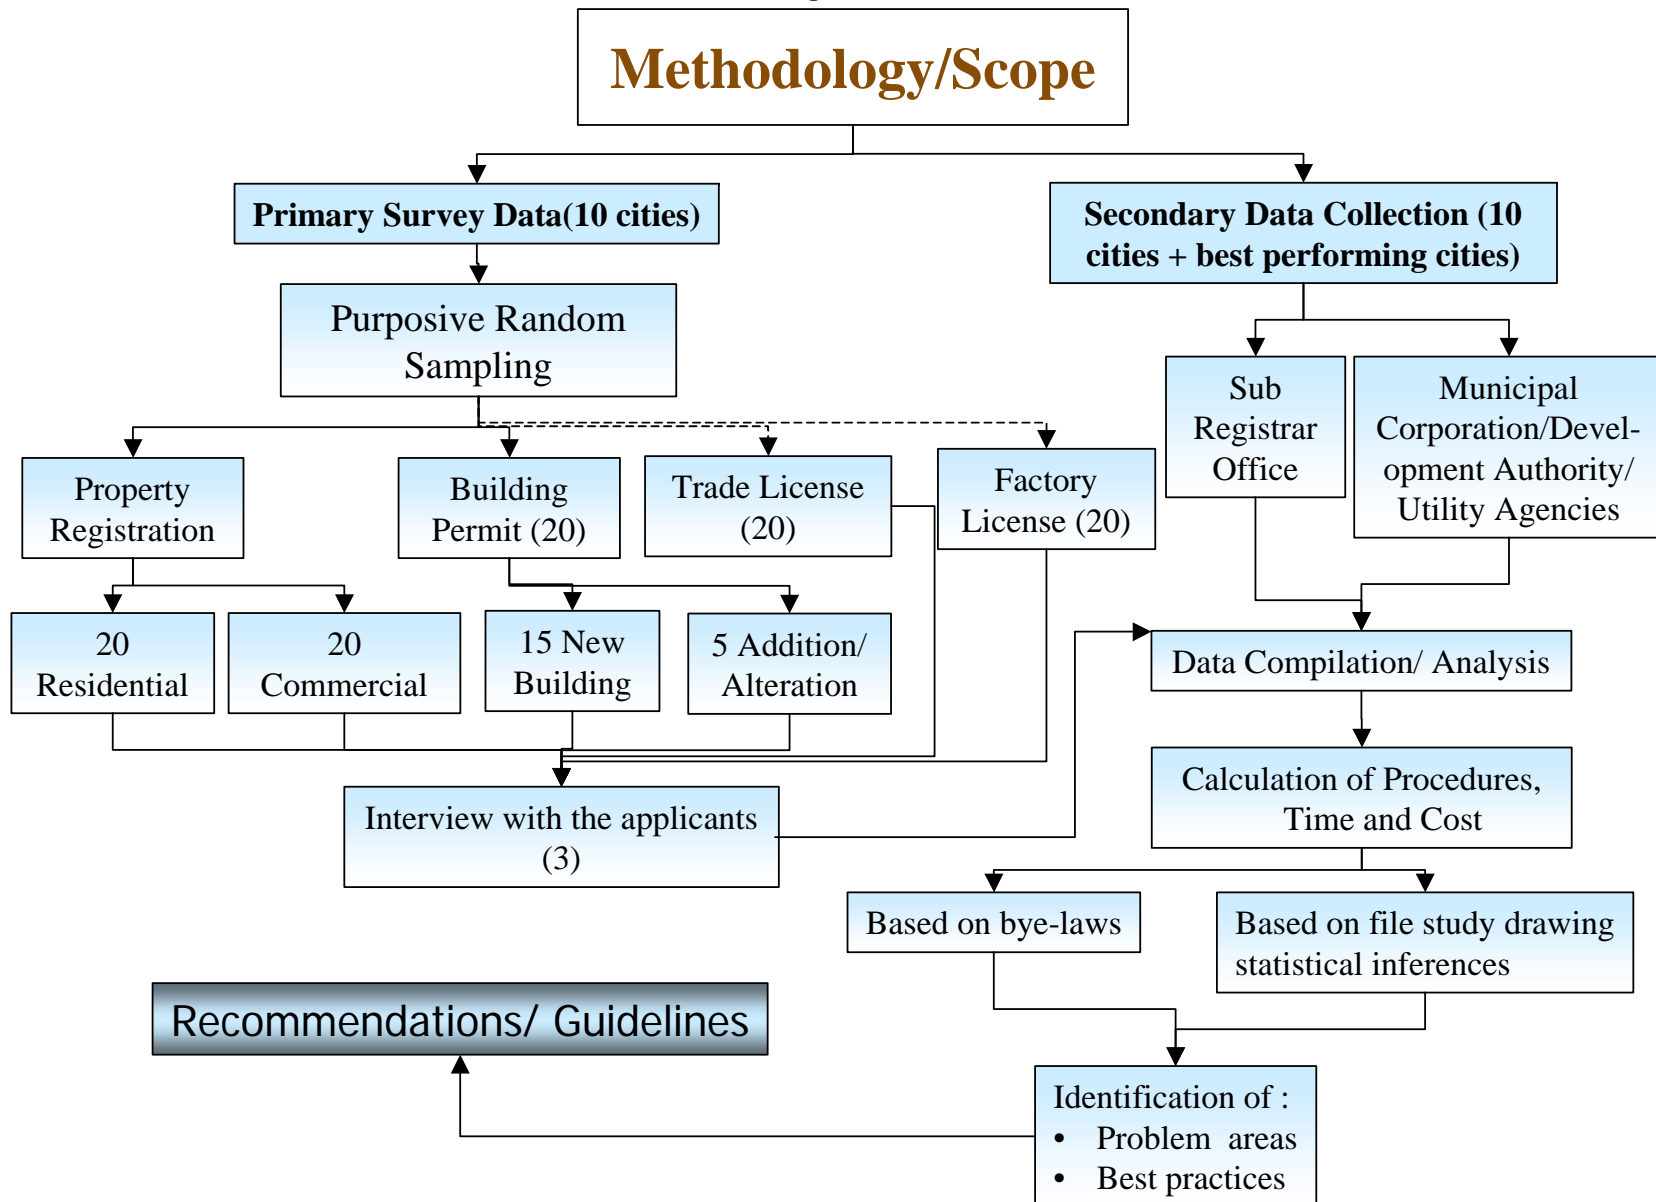 Methodology/Scope
Primary Survey Data(10 cities)
Secondary Data Collection (10
cities + best performing cities)
Purposive Random
Sampling
Sub
Registrar
Office
Municipal
Corporation/Devel-
opment Authority/
Utility Agencies
Property
Registration
Building
Permit (20)
Trade License
(20)
Factory
License (20)
20
Residential
20
Commercial
15 New
Building
5 Addition/
Alteration
Data Compilation/ Analysis
Interview with the applicants
(3)
Calculation of Procedures,
Time and Cost
Based on bye-laws
Based on file study drawing
statistical inferences
Recommendations/ Guidelines
Identification of :
• Problem areas
• Best practices